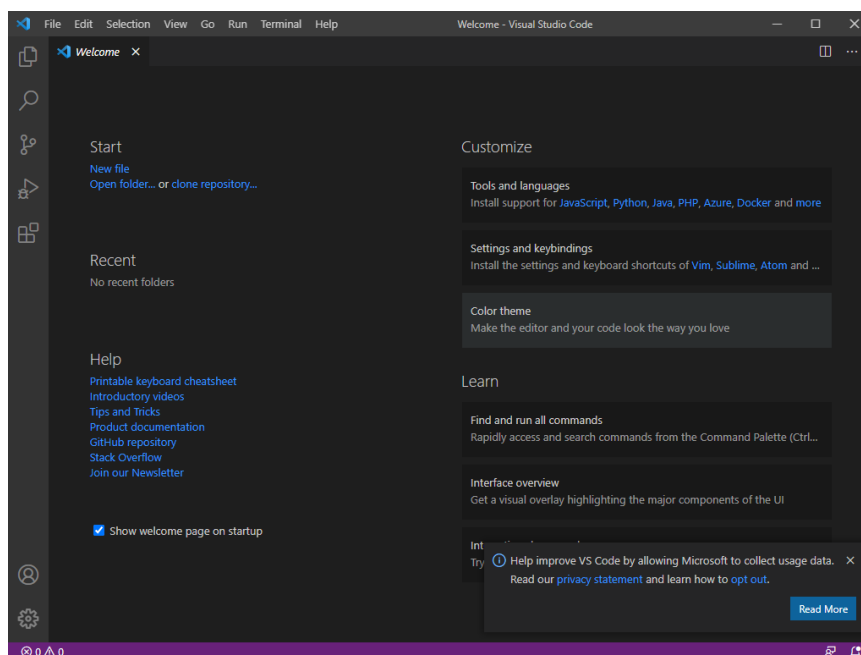 File Edit Selection View Go Run Terminal Help Welcome - Visual Studio Code
Welcome
Start
New file
Open folder... or clone repository...
Recent
No recent folders
Help
Printable keyboard cheatsheet
Introductory videos
Tips and Tricks
Product documentation
GitHub repository
Stack Overflow
Join our Newsletter
Show welcome page on startup
Customize
Tools and languages
Install support for JavaScript, Python, Java, PHP, Azure, Docker and more
Settings and keybindings
Install the settings and keyboard shortcuts of Vim, Sublime, Atom and ...
Color theme
Make the editor and your code look the way you love
Learn
Find and run all commands
Rapidly access and search commands from the Command Palette (Ctrl...
Interface overview
Get a visual overlay highlighting the major components of the UI
Help improve VS Code by allowing Microsoft to collect usage data.
Read our privacy statement and learn how to opt out.
Read More
0 0